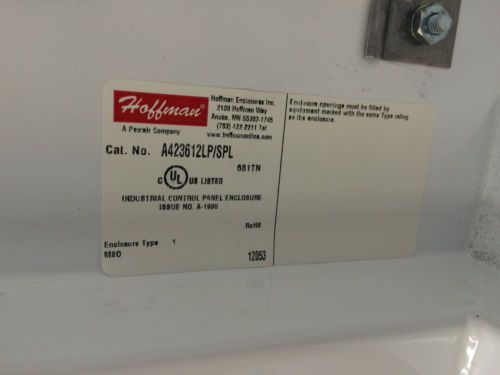 Hoffman
A Pentair Company
Hoffman Enclosures Inc.
2100 Hoffman Way
Anoka, MN 55303-1745
(763) 422-2211 Tel.
www.hoffmanonline.com
Enclosure openings must be filled by
equipment marked with the same Type rating
as the enclosure.
Cat. No. A423612LP/SPL
681TN
C UL US LISTED
INDUSTRIAL CONTROL PANEL ENCLOSURE
ISSUE NO. A-1990
RoHS
Enclosure Type 1
M80
12053